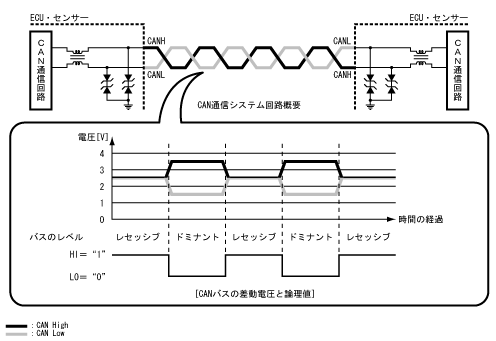 ECU・センサー
ECU・センサー
CAN通信回路
CANH
CANL
CANL
CANH
CAN通信回路
CAN通信システム回路概要
電圧[V]
4
3
2
1
0
時間の経過
バスのレベル
レセッシブ
ドミナント
レセッシブ
ドミナント
レセッシブ
HI= “1”
LO= “0”
[CANバスの差動電圧と論理値]
: CAN High
: CAN Low